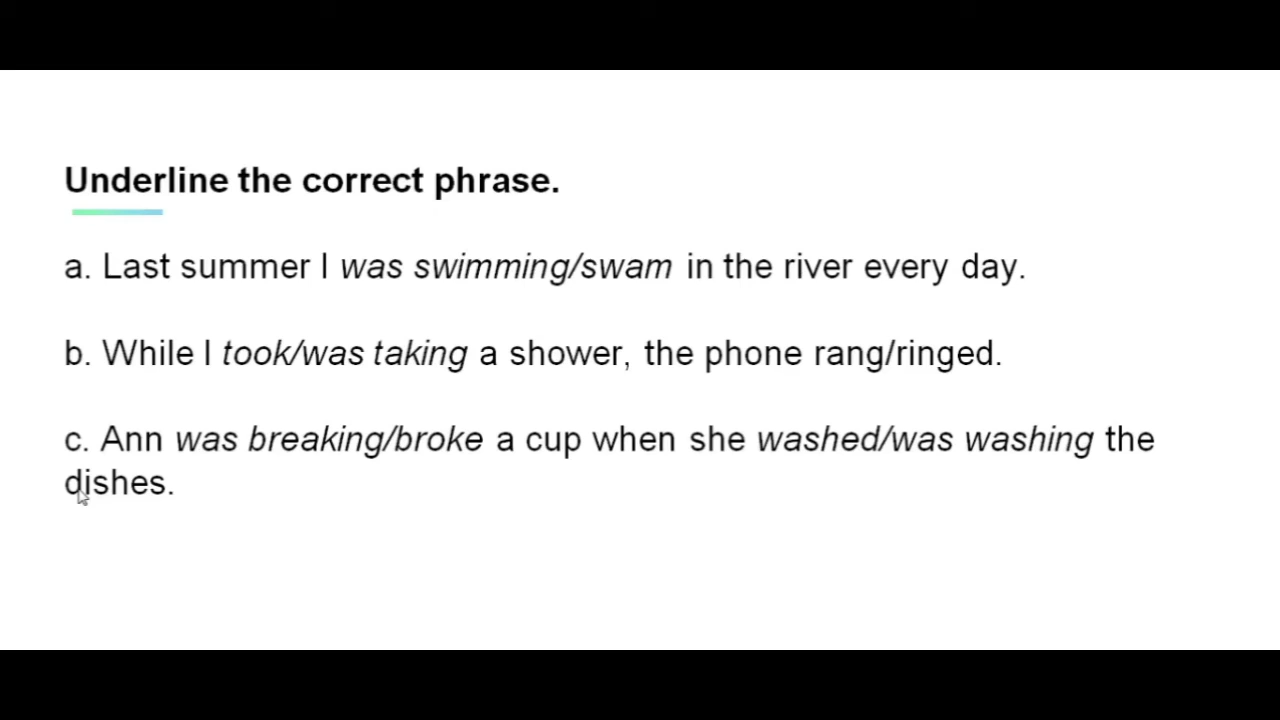 Underline the correct phrase.
a. Last summer I was swimming/swam in the river every day.
b. While I took/was taking a shower, the phone rang/ringed.
c. Ann was breaking/broke a cup when she washed/was washing the
dishes.